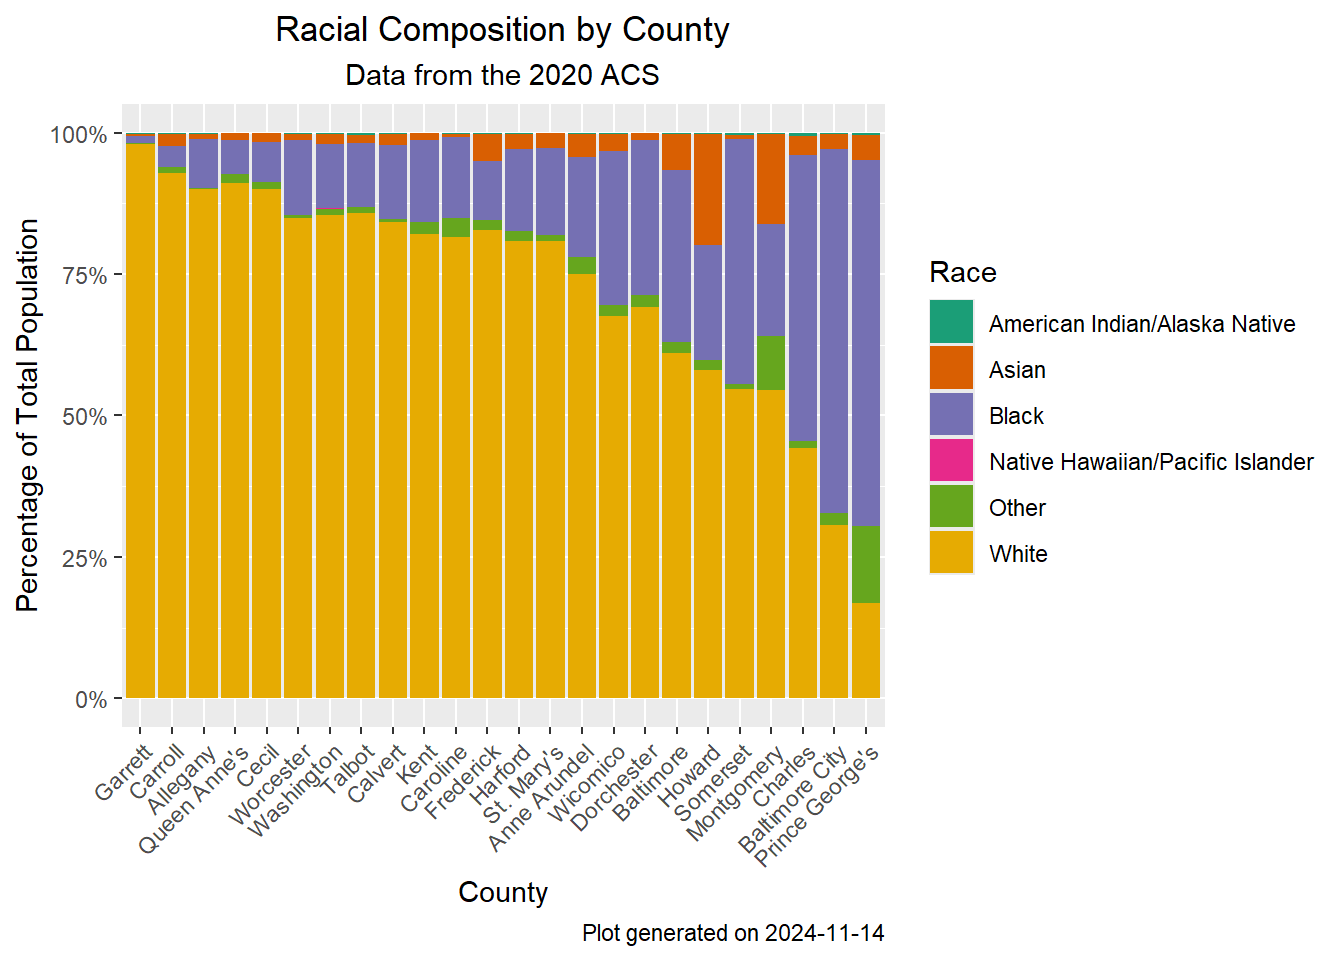 Racial Composition by County
Data from the 2020 ACS
Percentage of Total Population
100%
75%
50%
25%
0%
Garrett
Carroll
Allegany
Queen Anne's
Cecil
Worcester
Washington
Talbot
Calvert
Kent
Caroline
Frederick
Harford
St. Mary's
Anne Arundel
Wicomico
Dorchester
Baltimore
Howard
Somerset
Montgomery
Charles
Baltimore City
Prince George's
County
Race
American Indian/Alaska Native
Asian
Black
Native Hawaiian/Pacific Islander
Other
White
Plot generated on 2024-11-14